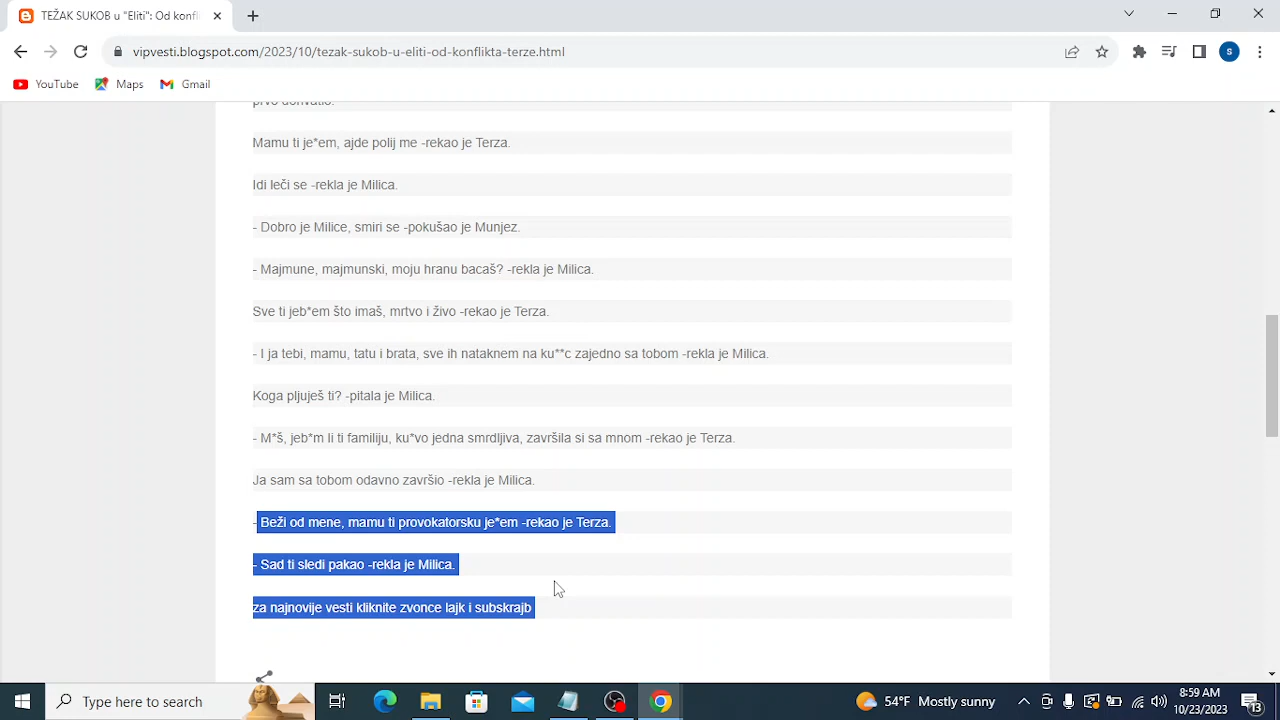 TEŽAK SUKOB u "Eliti": Od konfl
vipvesti.blogspot.com/2023/10/tezak-sukob-u-eliti-od-konflikta-terze.html
S
YouTube
Maps
Gmail
prvo dohvatio.
Mamu ti je*em, ajde polij me -rekao je Terza.
Idi leči se -rekla je Milica.
- Dobro je Milice, smiri se -pokušao je Munjez.
- Majmune, majmunski, moju hranu bacaš? -rekla je Milica.
Sve ti jeb*em što imaš, mrtvo i živo -rekao je Terza.
- I ja tebi, mamu, tatu i brata, sve ih nataknem na ku**c zajedno sa tobom -rekla je Milica.
Koga pljuješ ti? -pitala je Milica.
- M*š, jeb*m li ti familiju, ku*vo jedna smrdljiva, završila si sa mnom -rekao je Terza.
Ja sam sa tobom odavno završio -rekla je Milica.
- Beži od mene, mamu ti provokatorsku je*em -rekao je Terza.
- Sad ti sledi pakao -rekla je Milica.
za najnovije vesti kliknite zvonce lajk i subskrajb
Type here to search
54°F Mostly sunny
8:59 AM
10/23/2023
13